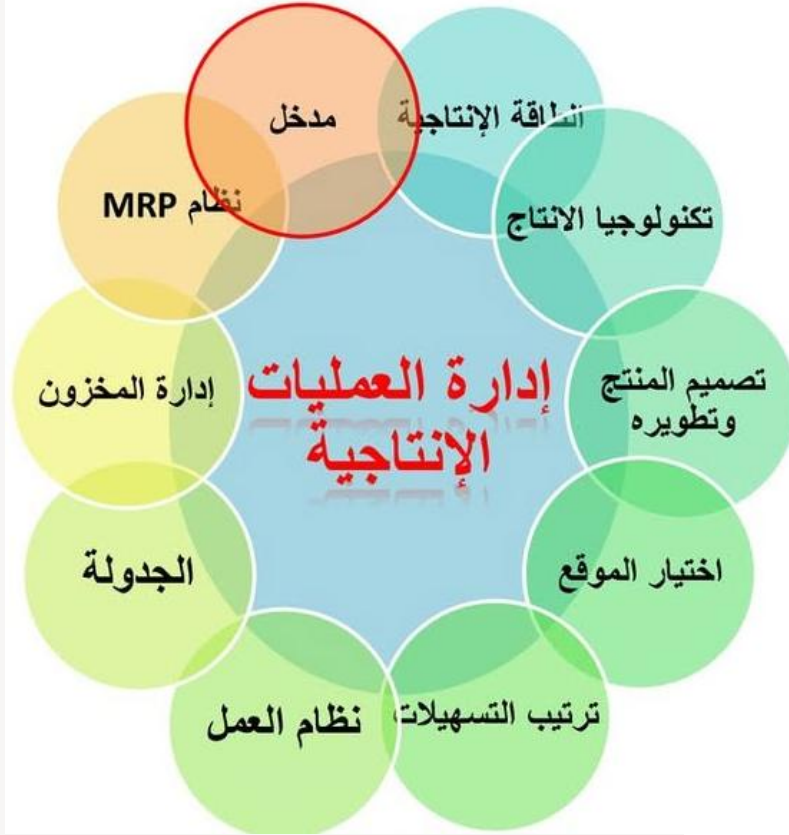 مدخل
الطاقة الإنتاجية
تكنولوجيا الانتاج
تصميم المنتج
وتطويره
اختيار الموقع
ترتيب التسهيلات
نظام العمل
الجدولة
إدارة المخزون
نظام MRP
إدارة العمليات
الإنتاجية